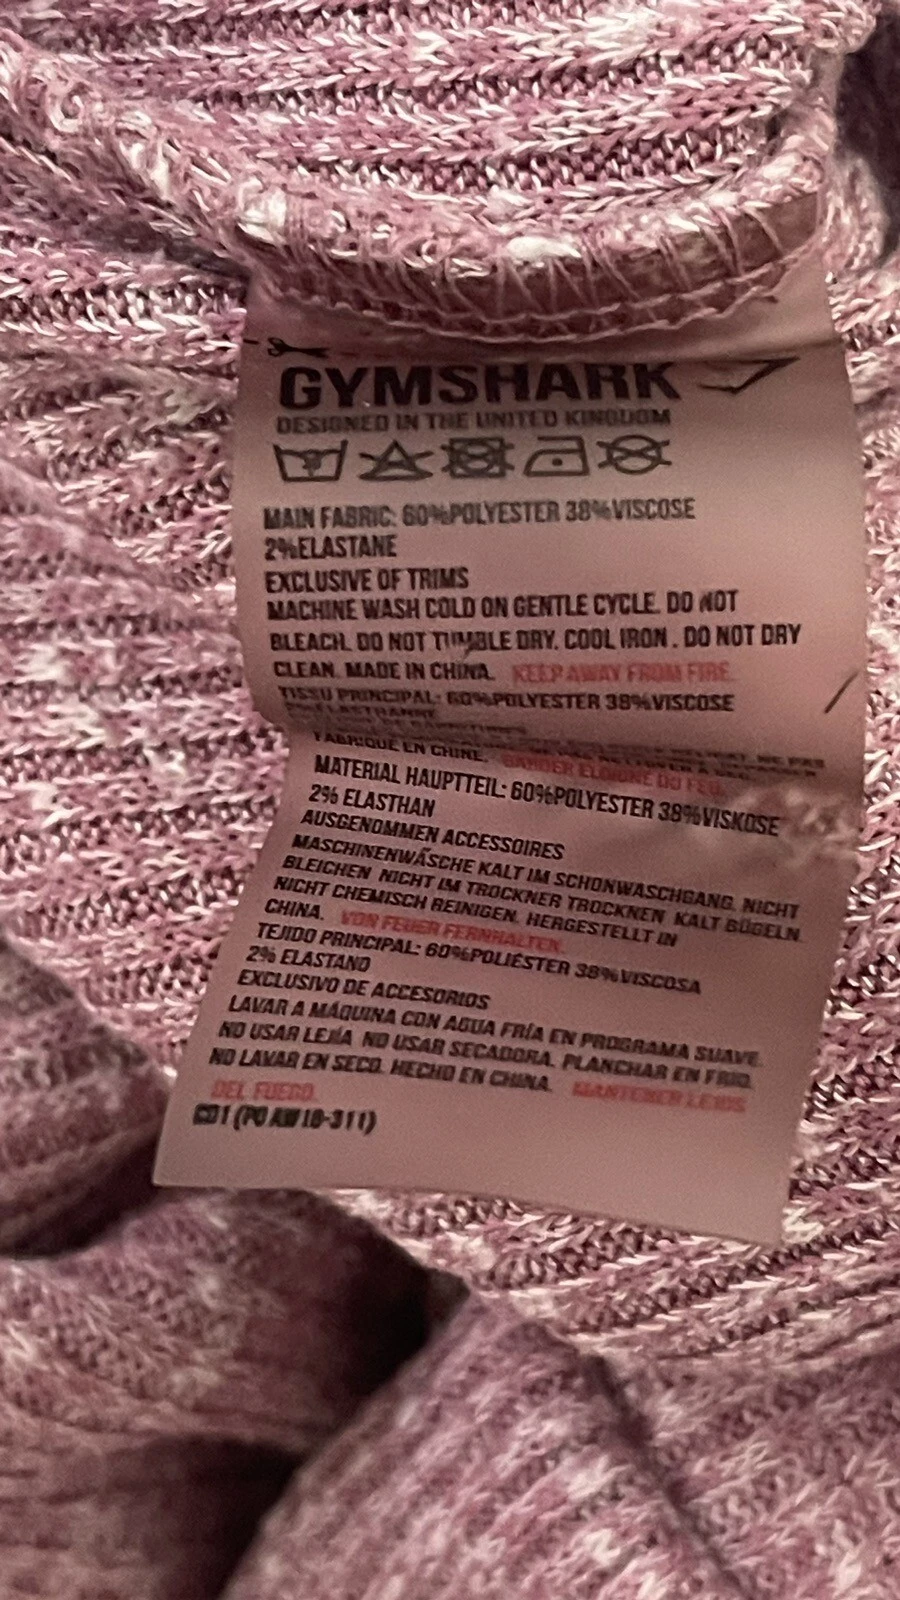 GYMSHARK
DESIGNED IN THE UNITED KINGDOM
MAIN FABRIC: 60%POLYESTER 38%VISCOSE
2%ELASTANE
EXCLUSIVE OF TRIMS
MACHINE WASH COLD ON GENTLE CYCLE. DO NOT
BLEACH. DO NOT TUMBLE DRY. COOL IRON . DO NOT DRY
CLEAN. MADE IN CHINA. KEEP AWAY FROM FIRE.
TISSU PRINCIPAL: 60%POLYESTER 38%VISCOSE
FABRIQUE EN CHINE. GARDER ELOIGNE DU FEU.
MATERIAL HAUPTTEIL: 60%POLYESTER 38%VISKOSE
2% ELASTHAN
AUSGENOMMEN ACCESSOIRES
MASCHINENWÄSCHE KALT IM SCHONWASCHGANG. NICHT
BLEICHEN NICHT IM TROCKNER TROCKNEN KALT BÜGELN.
NICHT CHEMISCH REINIGEN. HERGESTELLT IN
CHINA. VON FEUER FERNHALTEN.
TEJIDO PRINCIPAL: 60%POLIÉSTER 38%VISCOSA
2% ELASTANO
EXCLUSIVO DE ACCESORIOS
LAVAR A MÁQUINA CON AGUA FRÍA EN PROGRAMA SUAVE.
NO USAR LEJÍA NO USAR SECADORA. PLANCHAR EN FRIO.
NO LAVAR EN SECO. HECHO EN CHINA. MANTENER LEJOS
DEL FUEGO.
CD1 (PO AW18-311)